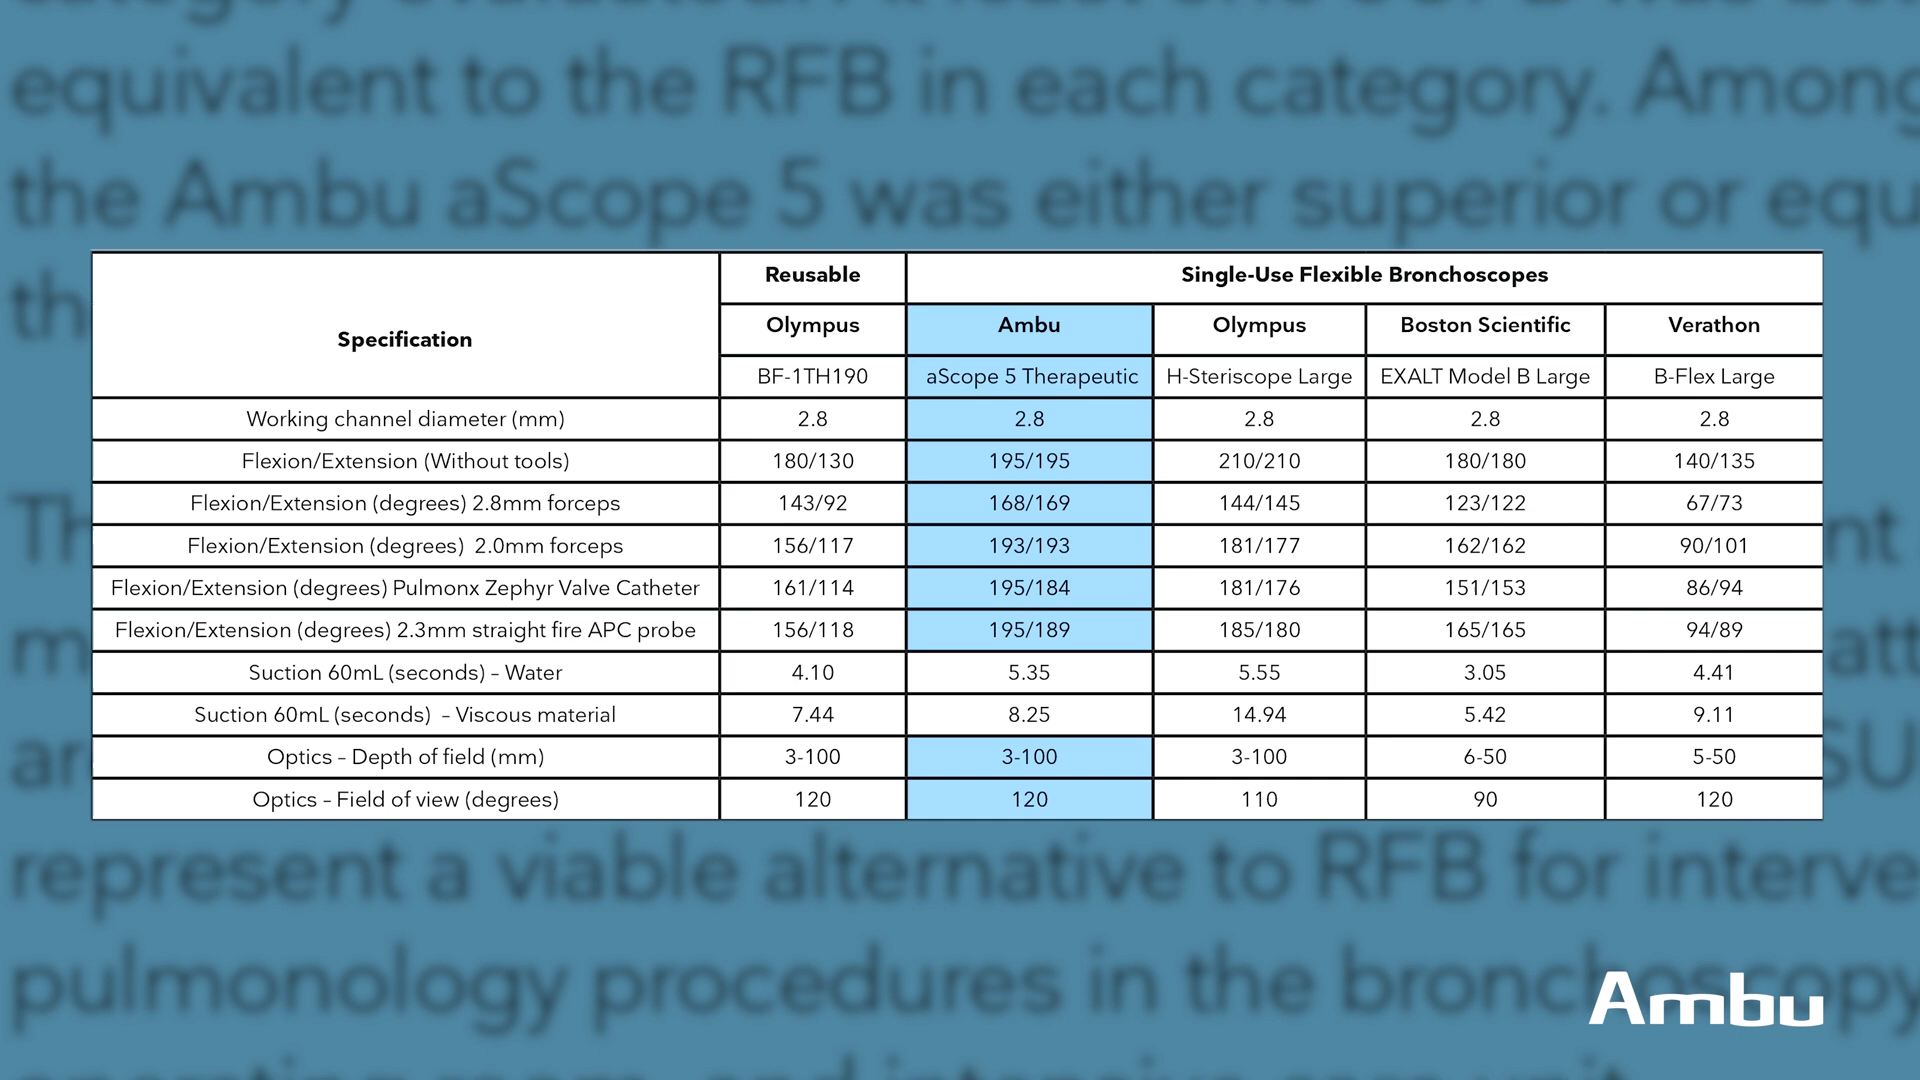 category evaluated. At least one SUFB was
equivalent to the RFB in each category. Among
the Ambu aScope 5 was either superior or equ
th
Reusable Single-Use Flexible Bronchoscopes
Specification Olympus Ambu Olympus Boston Scientific Verathon
BF-1TH190 aScope 5 Therapeutic H-Steriscope Large EXALT Model B Large B-Flex Large
Working channel diameter (mm) 2.8 2.8 2.8 2.8 2.8
Flexion/Extension (Without tools) 180/130 195/195 210/210 180/180 140/135
Flexion/Extension (degrees) 2.8mm forceps 143/92 168/169 144/145 123/122 67/73
Flexion/Extension (degrees) 2.0mm forceps 156/117 193/193 181/177 162/162 90/101
Flexion/Extension (degrees) Pulmonx Zephyr Valve Catheter 161/114 195/184 181/176 151/153 86/94
Flexion/Extension (degrees) 2.3mm straight fire APC probe 156/118 195/189 185/180 165/165 94/89
Suction 60mL (seconds) – Water 4.10 5.35 5.55 3.05 4.41
Suction 60mL (seconds) – Viscous material 7.44 8.25 14.94 5.42 9.11
Optics – Depth of field (mm) 3-100 3-100 3-100 6-50 5-50
Optics – Field of view (degrees) 120 120 110 90 120
represent a viable alternative to RFB for interve
pulmonology procedures in the bronchoscopy
Ambu